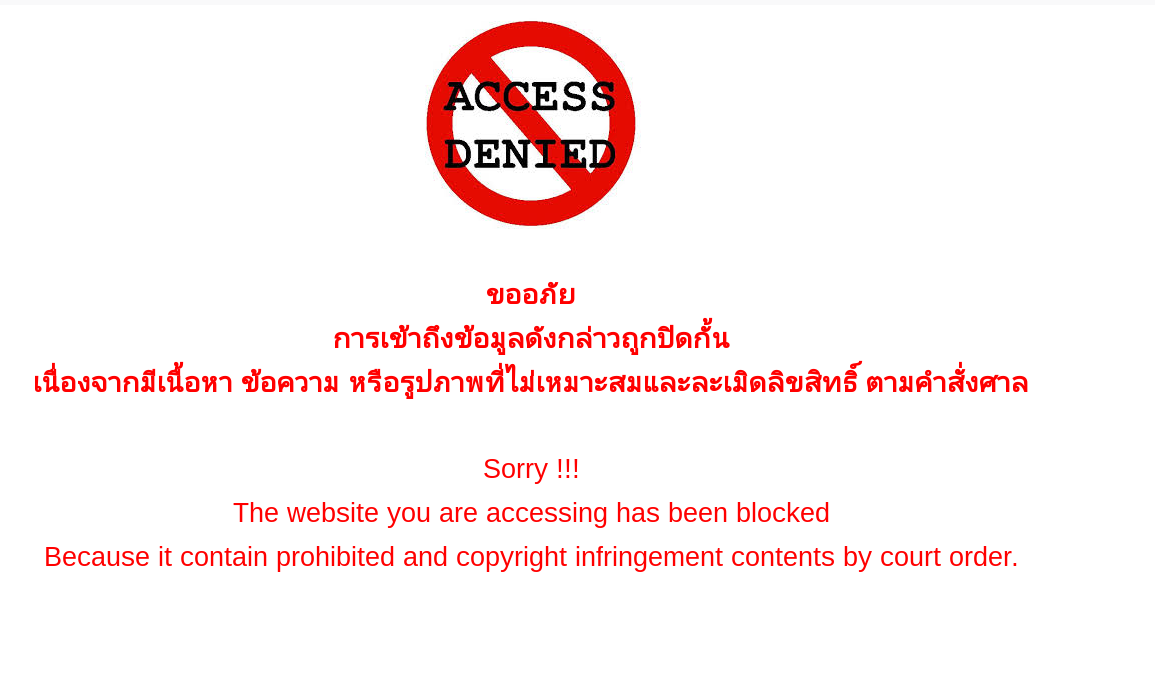 ACCESS
DENIED
ขออภัย
การเข้าถึงข้อมูลดังกล่าวถูกปิดกั้น
เนื่องจากมีเนื้อหา ข้อความ หรือรูปภาพที่ไม่เหมาะสมและละเมิดลิขสิทธิ์ ตามคำสั่งศาล
Sorry !!!
The website you are accessing has been blocked
Because it contain prohibited and copyright infringement contents by court order.